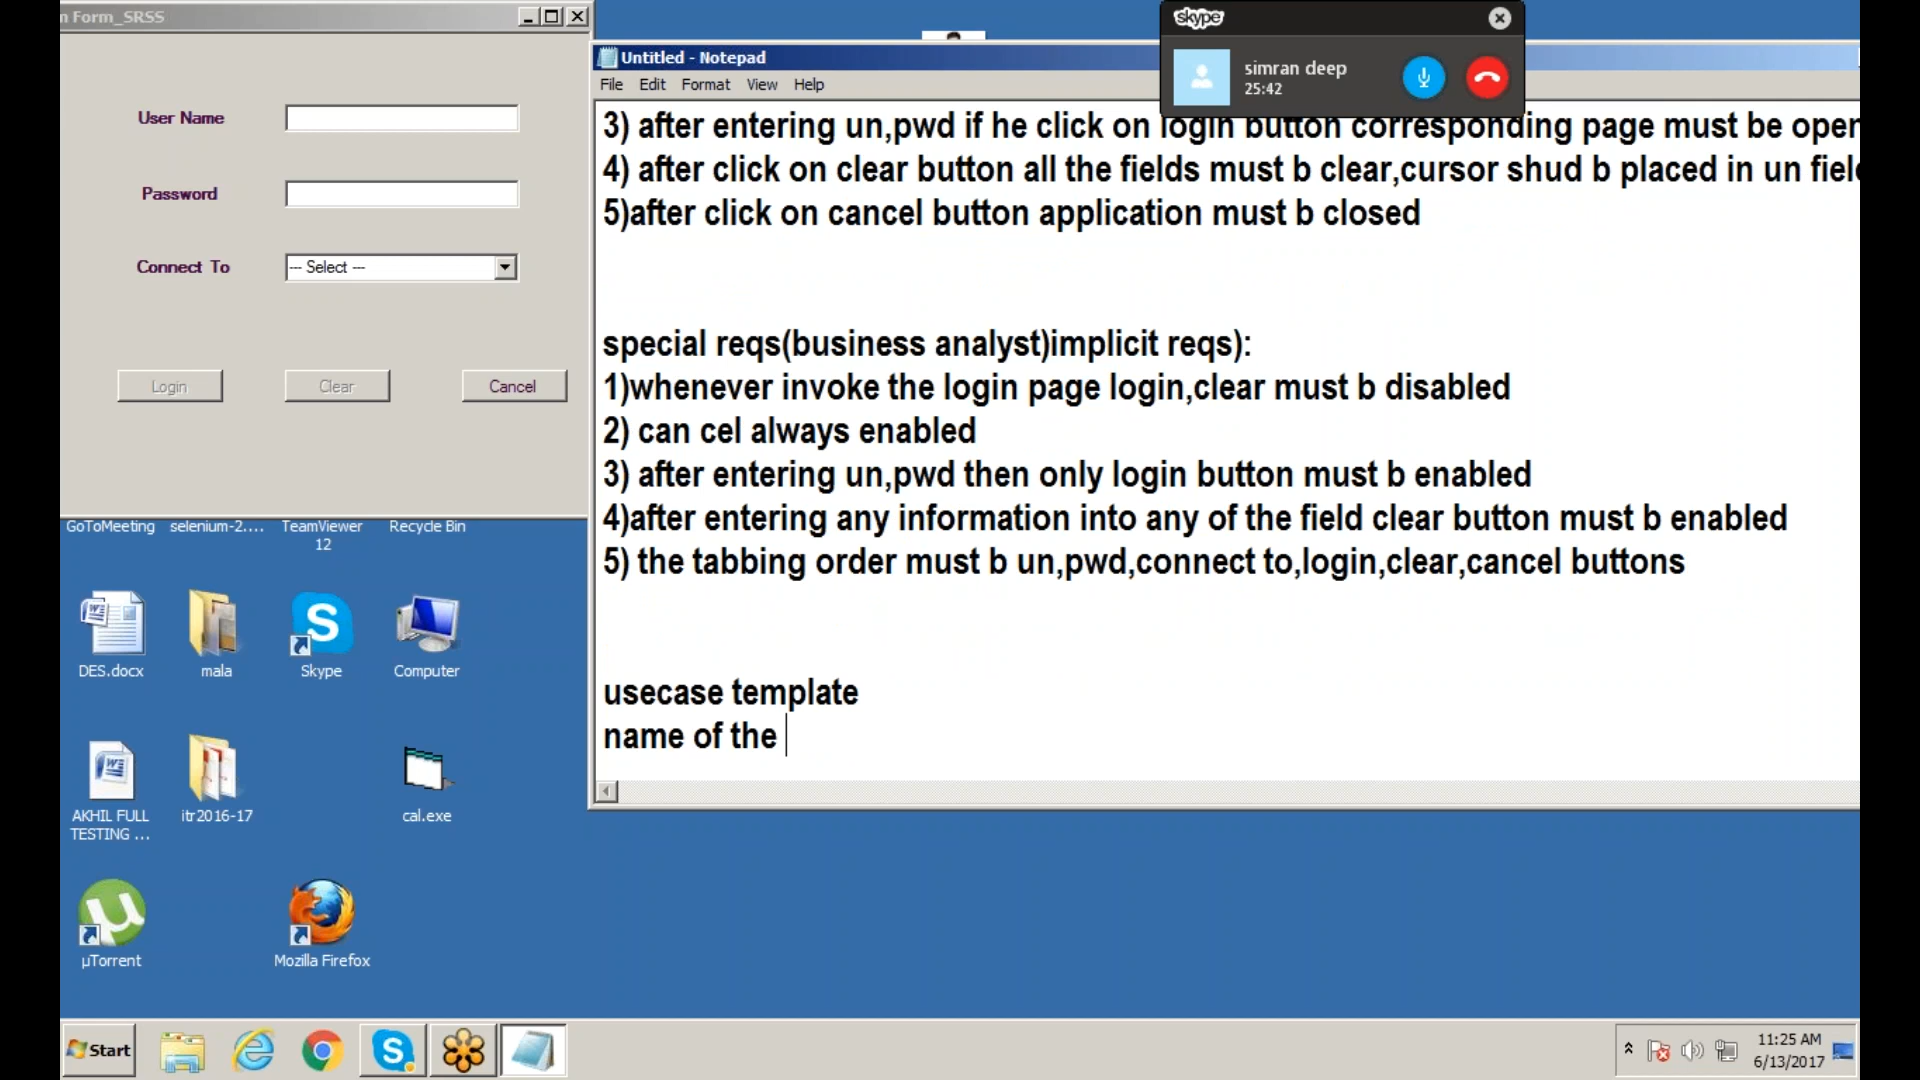 n Form_SRSS
User Name
Password
Connect To
--- Select ---
Login
Clear
Cancel
Untitled - Notepad
File Edit Format View Help
3) after entering un,pwd if he click on login button corresponding page must be open
4) after click on clear button all the fields must b clear,cursor shud b placed in un field
5)after click on cancel button application must b closed
special reqs(business analyst)implicit reqs):
1)whenever invoke the login page login,clear must b disabled
2) can cel always enabled
3) after entering un,pwd then only login button must b enabled
4)after entering any information into any of the field clear button must b enabled
5) the tabbing order must b un,pwd,connect to,login,clear,cancel buttons
usecase template
name of the
skype
simran deep
25:42
GoToMeeting
selenium-2....
TeamViewer
12
Recycle Bin
DES.docx
mala
Skype
Computer
AKHIL FULL
TESTING ...
itr2016-17
cal.exe
µTorrent
Mozilla Firefox
Start
11:25 AM
6/13/2017